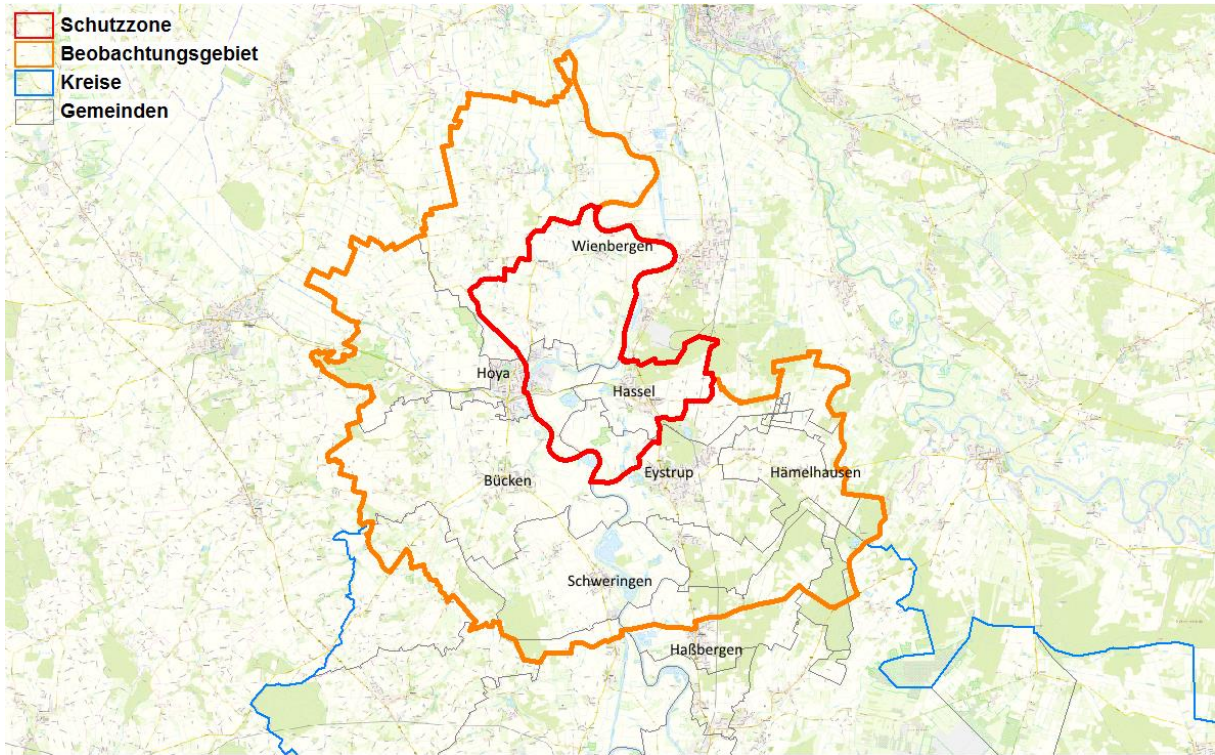 Schutzzone
Beobachtungsgebiet
Kreise
Gemeinden
Wienbergen
Hoya
Hassel
Bücken
Eystrup
Hämelhausen
Schweringen
Haßbergen